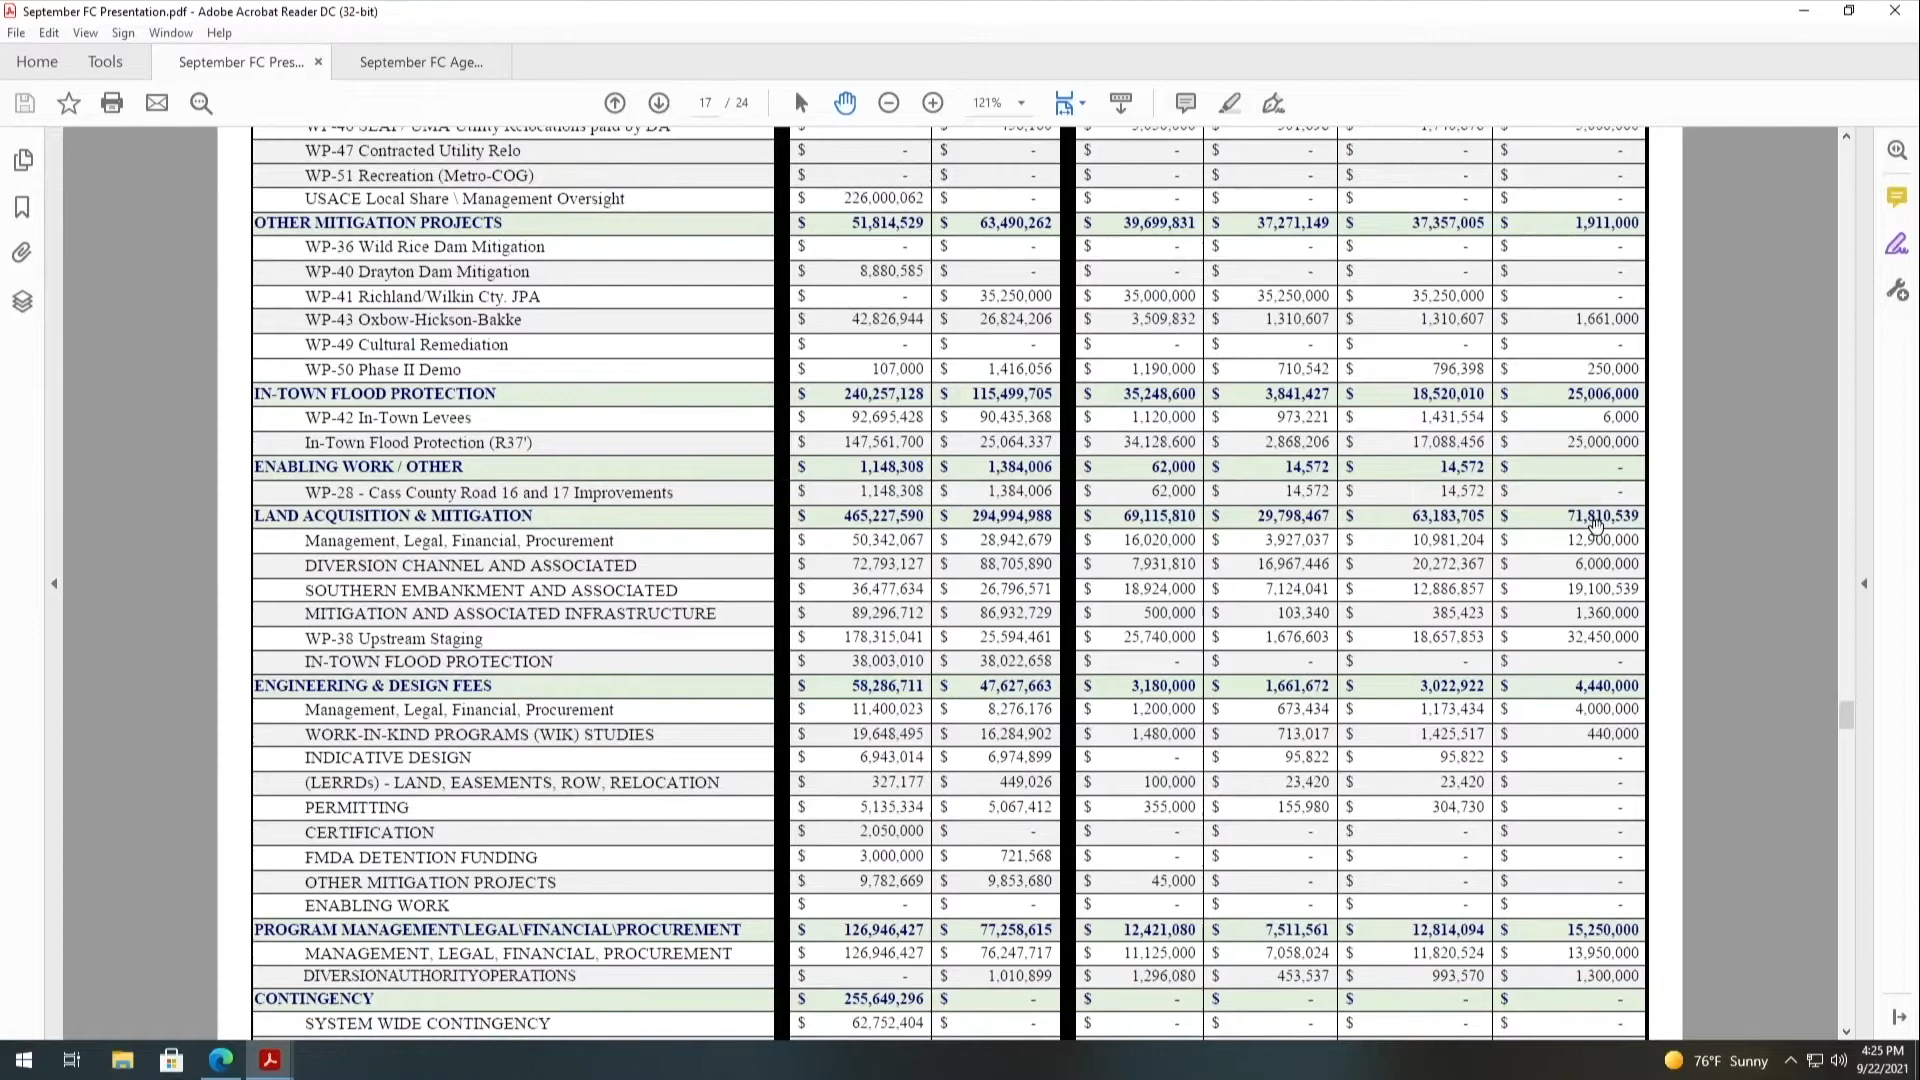 September FC Presentation.pdf - Adobe Acrobat Reader DC (32-bit)
File Edit View Sign Window Help
Home Tools September FC Pres... × September FC Age...
17 / 24 121%
WP-47 Contracted Utility Relo $ - $ - $ - $ - $ - $ -
WP-51 Recreation (Metro-COG) $ - $ - $ - $ - $ - $ -
USACE Local Share \ Management Oversight $ 226,000,062 $ - $ - $ - $ - $ -
OTHER MITIGATION PROJECTS $ 51,814,529 $ 63,490,262 $ 39,699,831 $ 37,271,149 $ 37,357,005 $ 1,911,000
WP-36 Wild Rice Dam Mitigation $ - $ - $ - $ - $ - $ -
WP-40 Drayton Dam Mitigation $ 8,880,585 $ - $ - $ - $ - $ -
WP-41 Richland/Wilkin Cty. JPA $ - $ 35,250,000 $ 35,000,000 $ 35,250,000 $ 35,250,000 $ -
WP-43 Oxbow-Hickson-Bakke $ 42,826,944 $ 26,824,206 $ 3,509,832 $ 1,310,607 $ 1,310,607 $ 1,661,000
WP-49 Cultural Remediation $ - $ - $ - $ - $ - $ -
WP-50 Phase II Demo $ 107,000 $ 1,416,056 $ 1,190,000 $ 710,542 $ 796,398 $ 250,000
IN-TOWN FLOOD PROTECTION $ 240,257,128 $ 115,499,705 $ 35,248,600 $ 3,841,427 $ 18,520,010 $ 25,006,000
WP-42 In-Town Levees $ 92,695,428 $ 90,435,368 $ 1,120,000 $ 973,221 $ 1,431,554 $ 6,000
In-Town Flood Protection (R37') $ 147,561,700 $ 25,064,337 $ 34,128,600 $ 2,868,206 $ 17,088,456 $ 25,000,000
ENABLING WORK / OTHER $ 1,148,308 $ 1,384,006 $ 62,000 $ 14,572 $ 14,572 $ -
WP-28 - Cass County Road 16 and 17 Improvements $ 1,148,308 $ 1,384,006 $ 62,000 $ 14,572 $ 14,572 $ -
LAND ACQUISITION & MITIGATION $ 465,227,590 $ 294,994,988 $ 69,115,810 $ 29,798,467 $ 63,183,705 $ 71,810,539
Management, Legal, Financial, Procurement $ 50,342,067 $ 28,942,679 $ 16,020,000 $ 3,927,037 $ 10,981,204 $ 12,900,000
DIVERSION CHANNEL AND ASSOCIATED $ 72,793,127 $ 88,705,890 $ 7,931,810 $ 16,967,446 $ 20,272,367 $ 6,000,000
SOUTHERN EMBANKMENT AND ASSOCIATED $ 36,477,634 $ 26,796,571 $ 18,924,000 $ 7,124,041 $ 12,886,857 $ 19,100,539
MITIGATION AND ASSOCIATED INFRASTRUCTURE $ 89,296,712 $ 86,932,729 $ 500,000 $ 103,340 $ 385,423 $ 1,360,000
WP-38 Upstream Staging $ 178,315,041 $ 25,594,461 $ 25,740,000 $ 1,676,603 $ 18,657,853 $ 32,450,000
IN-TOWN FLOOD PROTECTION $ 38,003,010 $ 38,022,658 $ - $ - $ - $ -
ENGINEERING & DESIGN FEES $ 58,286,711 $ 47,627,663 $ 3,180,000 $ 1,661,672 $ 3,022,922 $ 4,440,000
Management, Legal, Financial, Procurement $ 11,400,023 $ 8,276,176 $ 1,200,000 $ 673,434 $ 1,173,434 $ 4,000,000
WORK-IN-KIND PROGRAMS (WIK) STUDIES $ 19,648,495 $ 16,284,902 $ 1,480,000 $ 713,017 $ 1,425,517 $ 440,000
INDICATIVE DESIGN $ 6,943,014 $ 6,974,899 $ - $ 95,822 $ 95,822 $ -
(LERRDs) - LAND, EASEMENTS, ROW, RELOCATION $ 327,177 $ 449,026 $ 100,000 $ 23,420 $ 23,420 $ -
PERMITTING $ 5,135,334 $ 5,067,412 $ 355,000 $ 155,980 $ 304,730 $ -
CERTIFICATION $ 2,050,000 $ - $ - $ - $ - $ -
FMDA DETENTION FUNDING $ 3,000,000 $ 721,568 $ - $ - $ - $ -
OTHER MITIGATION PROJECTS $ 9,782,669 $ 9,853,680 $ 45,000 $ - $ - $ -
ENABLING WORK $ - $ - $ - $ - $ - $ -
PROGRAM MANAGEMENT\LEGAL\FINANCIAL\PROCUREMENT $ 126,946,427 $ 77,258,615 $ 12,421,080 $ 7,511,561 $ 12,814,094 $ 15,250,000
MANAGEMENT, LEGAL, FINANCIAL, PROCUREMENT $ 126,946,427 $ 76,247,717 $ 11,125,000 $ 7,058,024 $ 11,820,524 $ 13,950,000
DIVERSIONAUTHORITYOPERATIONS $ - $ 1,010,899 $ 1,296,080 $ 453,537 $ 993,570 $ 1,300,000
CONTINGENCY $ 255,649,296 $ - $ - $ - $ - $ -
SYSTEM WIDE CONTINGENCY $ 62,752,404 $ - $ - $ - $ - $ -
76°F Sunny 4:25 PM
9/22/2021